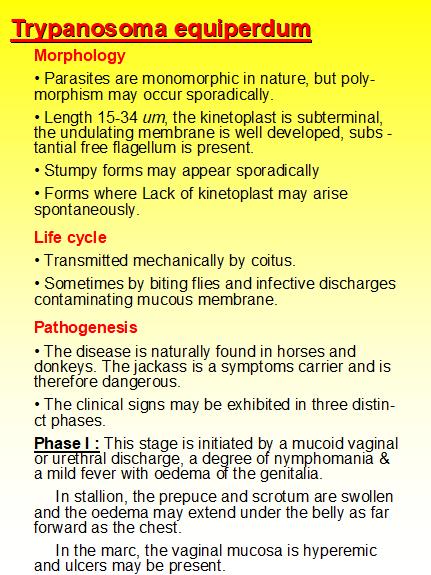 Trypanosoma equiperdum
Morphology
• Parasites are monomorphic in nature, but poly-
morphism may occur sporadically.
• Length 15-34 um, the kinetoplast is subterminal,
the undulating membrane is well developed, subs -
tantial free flagellum is present.
• Stumpy forms may appear sporadically
• Forms where Lack of kinetoplast may arise
spontaneously.
Life cycle
• Transmitted mechanically by coitus.
• Sometimes by biting flies and infective discharges
contaminating mucous membrane.
Pathogenesis
• The disease is naturally found in horses and
donkeys. The jackass is a symptoms carrier and is
therefore dangerous.
• The clinical signs may be exhibited in three distin-
ct phases.
Phase I : This stage is initiated by a mucoid vaginal
or urethral discharge, a degree of nymphomania &
a mild fever with oedema of the genitalia.
In stallion, the prepuce and scrotum are swollen
and the oedema may extend under the belly as far
forward as the chest.
In the marc, the vaginal mucosa is hyperemic
and ulcers may be present.